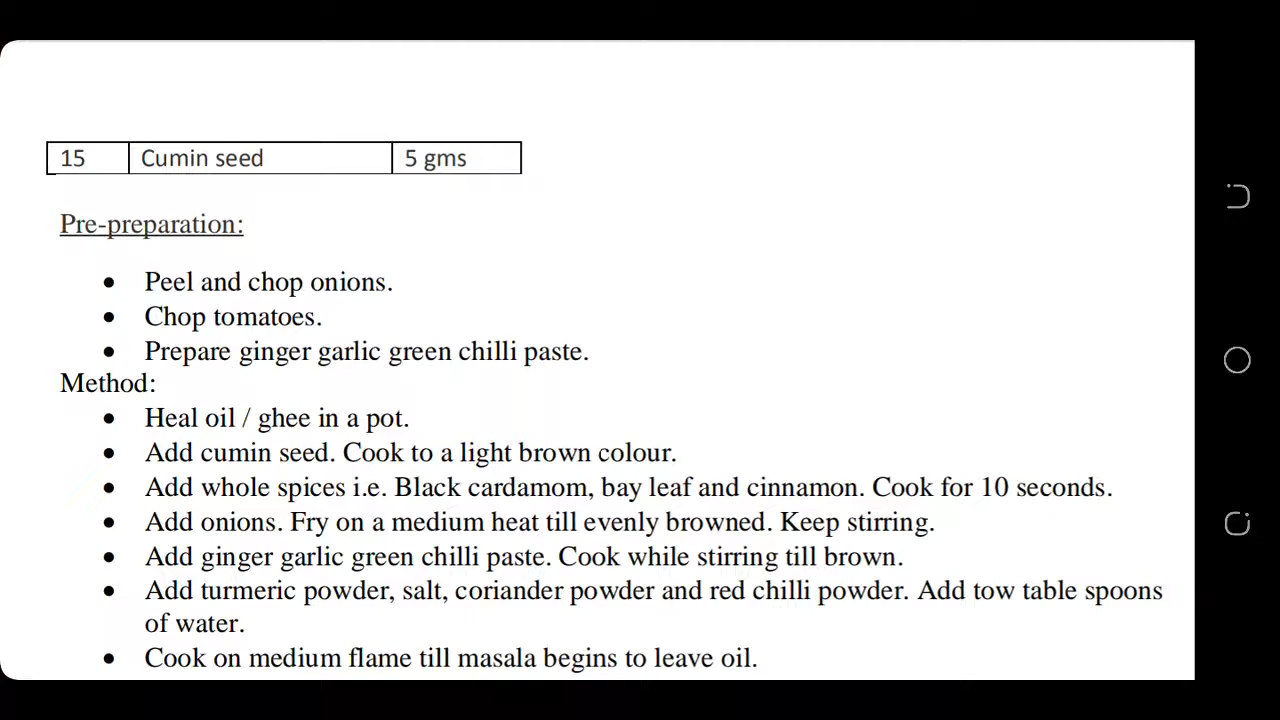 15 Cumin seed 5 gms
Pre-preparation:
• Peel and chop onions.
• Chop tomatoes.
• Prepare ginger garlic green chilli paste.
Method:
• Heal oil / ghee in a pot.
• Add cumin seed. Cook to a light brown colour.
• Add whole spices i.e. Black cardamom, bay leaf and cinnamon. Cook for 10 seconds.
• Add onions. Fry on a medium heat till evenly browned. Keep stirring.
• Add ginger garlic green chilli paste. Cook while stirring till brown.
• Add turmeric powder, salt, coriander powder and red chilli powder. Add tow table spoons
of water.
• Cook on medium flame till masala begins to leave oil.